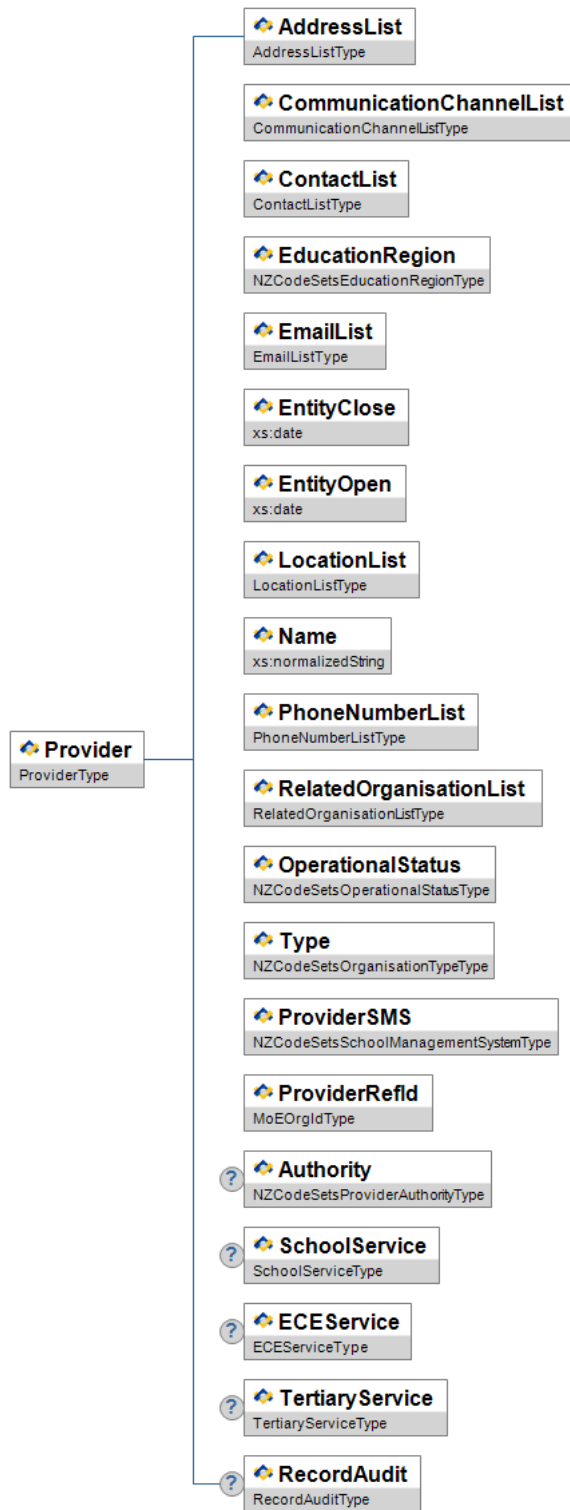 AddressList
AddressListType
CommunicationChannelList
CommunicationChannelListType
ContactList
ContactListType
EducationRegion
NZCodeSetsEducationRegionType
EmailList
EmailListType
EntityClose
xs:date
EntityOpen
xs:date
LocationList
LocationListType
Name
xs:normalizedString
PhoneNumberList
PhoneNumberListType
Provider
ProviderType
RelatedOrganisationList
RelatedOrganisationListType
OperationalStatus
NZCodeSetsOperationalStatusType
Type
NZCodeSetsOrganisationTypeType
ProviderSMS
NZCodeSetsSchoolManagementSystemType
ProviderRefId
MoEOrgIdType
? Authority
NZCodeSetsProviderAuthorityType
? SchoolService
SchoolServiceType
? ECEService
ECEServiceType
? TertiaryService
TertiaryServiceType
? RecordAudit
RecordAuditType